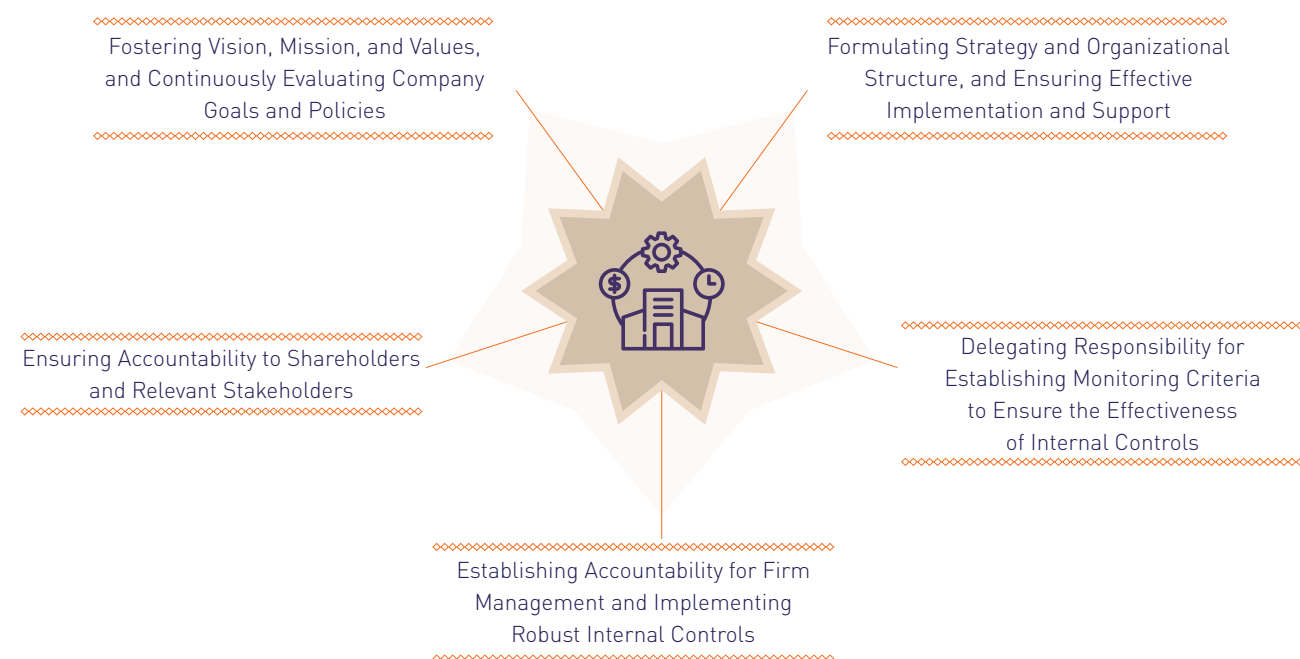 Fostering Vision, Mission, and Values,
and Continuously Evaluating Company
Goals and Policies
Formulating Strategy and Organizational
Structure, and Ensuring Effective
Implementation and Support
Ensuring Accountability to Shareholders
and Relevant Stakeholders
Delegating Responsibility for
Establishing Monitoring Criteria
to Ensure the Effectiveness
of Internal Controls
Establishing Accountability for Firm
Management and Implementing
Robust Internal Controls
$